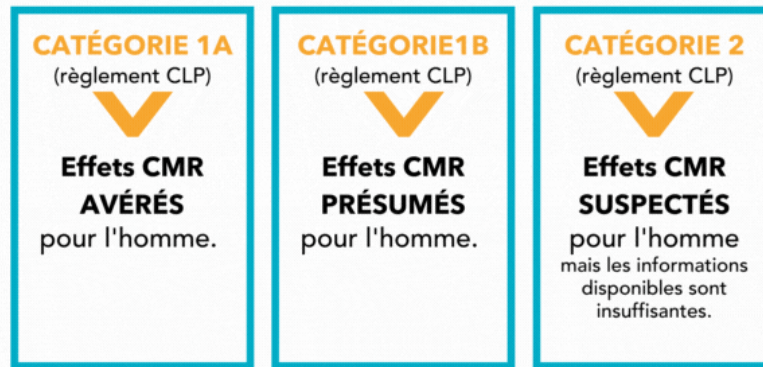 CATÉGORIE 1A
(règlement CLP)
Effets CMR
AVÉRÉS
pour l'homme.
CATÉGORIE1B
(règlement CLP)
Effets CMR
PRÉSUMÉS
pour l'homme.
CATÉGORIE 2
(règlement CLP)
Effets CMR
SUSPECTÉS
pour l'homme
mais les informations
disponibles sont
insuffisantes.